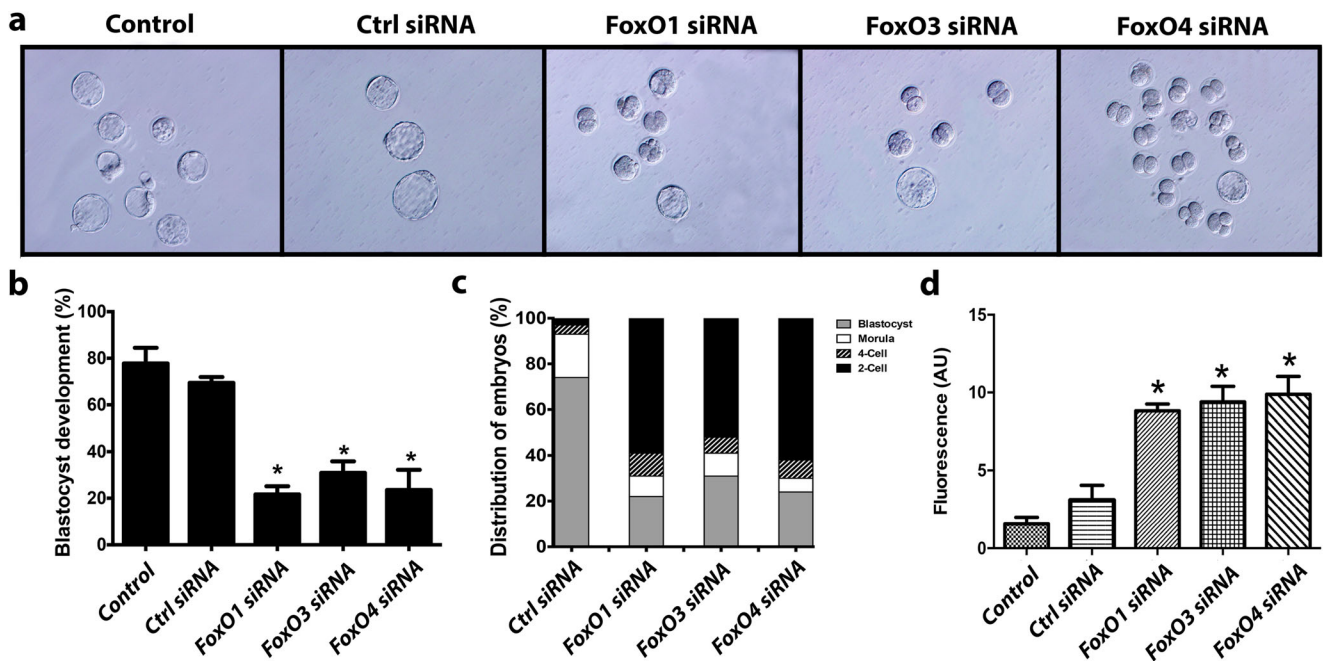 a
Control
Ctrl siRNA
FoxO1 siRNA
FoxO3 siRNA
FoxO4 siRNA
b
Blastocyst development (%)
100
80
60
40
20
0
*
*
*
Control
Ctrl siRNA
FoxO1 siRNA
FoxO3 siRNA
FoxO4 siRNA
c
Distribution of embryos (%)
100
80
60
40
20
0
Ctrl siRNA
FoxO1 siRNA
FoxO3 siRNA
FoxO4 siRNA
Blastocyst
Morula
4-Cell
2-Cell
d
Fluorescence (AU)
15
10
5
0
*
*
*
Control
Ctrl siRNA
FoxO1 siRNA
FoxO3 siRNA
FoxO4 siRNA